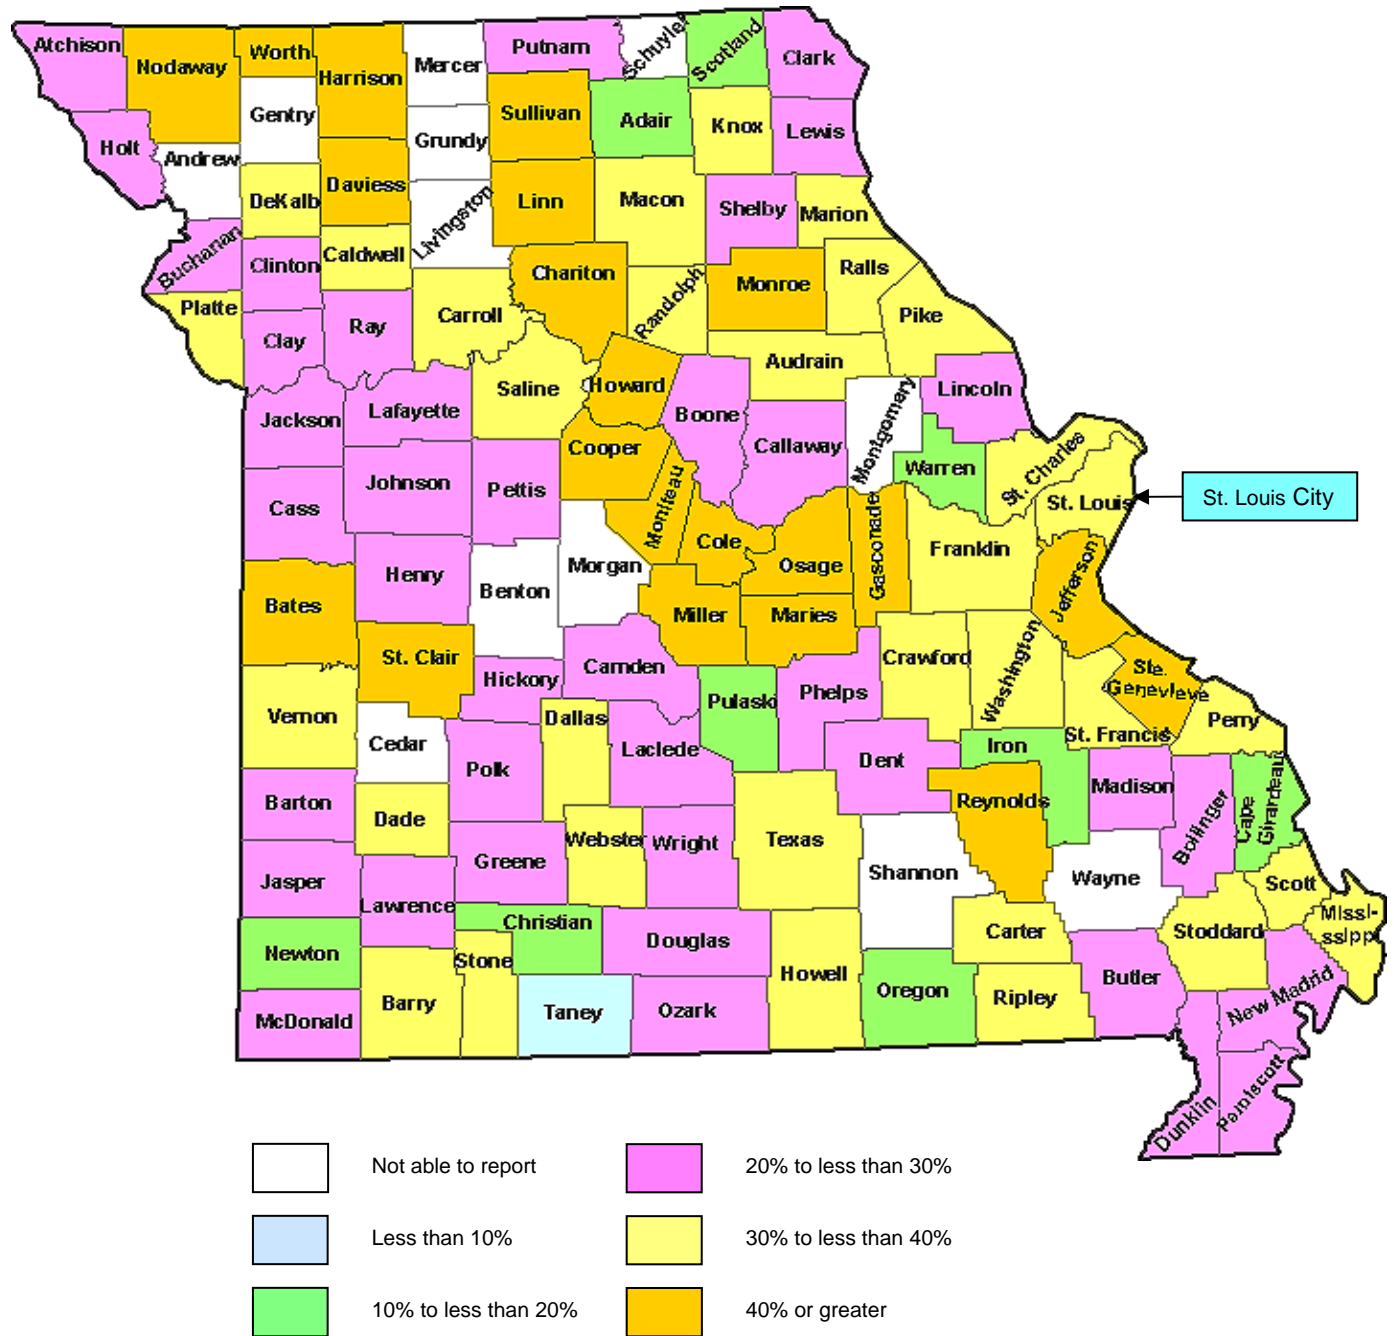 Atchison
Nodaway
Worth
Harrison
Mercer
Putnam
Schuyler
Scotland
Clark
Gentry
Sullivan
Adair
Knox
Lewis
Holt
Andrew
Grundy
DeKalb
Daviess
Livingston
Linn
Macon
Shelby
Marion
Buchanan
Clinton
Caldwell
Chariton
Randolph
Monroe
Ralls
Platte
Clay
Ray
Carroll
Pike
Audrain
Saline
Howard
Boone
Lincoln
Jackson
Lafayette
Callaway
Montgomery
Cooper
Warren
St. Charles
Johnson
Pettis
Moniteau
St. Louis
St. Louis City
Cass
Cole
Gasconade
Franklin
Henry
Benton
Morgan
Osage
Jefferson
Bates
Miller
Maries
St. Clair
Hickory
Camden
Crawford
Washington
Ste.
Genevieve
Pulaski
Phelps
Vernon
Dallas
Perry
Cedar
Laclede
St. Francis
Polk
Dent
Iron
Barton
Madison
Reynolds
Bollinger
Cape
Girardeau
Dade
Webster
Wright
Texas
Greene
Jasper
Shannon
Wayne
Scott
Lawrence
Missi-
ssippi
Christian
Newton
Douglas
Carter
Stoddard
Stone
Howell
Barry
Oregon
Ripley
Butler
New Madrid
McDonald
Taney
Ozark
Dunklin
Pemiscott
Not able to report
20% to less than 30%
Less than 10%
30% to less than 40%
10% to less than 20%
40% or greater